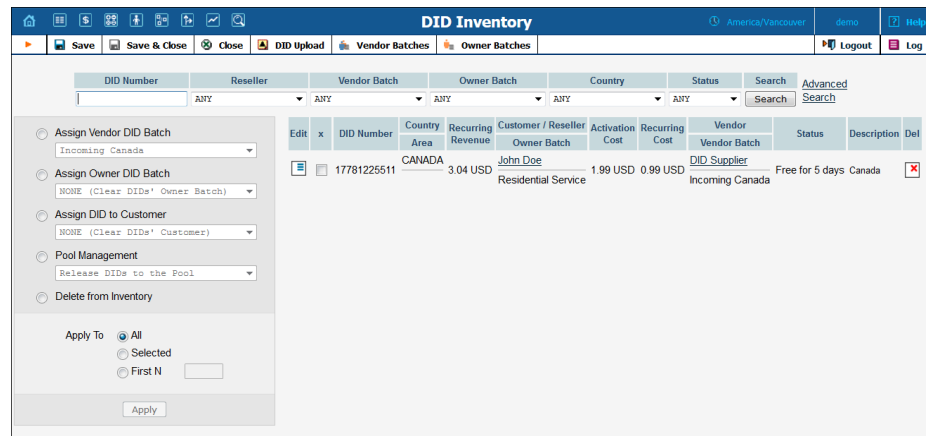 DID Inventory
America/Vancouver demo ? Help
Save Save & Close Close DID Upload Vendor Batches Owner Batches Logout Log
DID Number Reseller Vendor Batch Owner Batch Country Status Search Advanced Search
ANY ANY ANY ANY ANY Search
Assign Vendor DID Batch
Incoming Canada
Assign Owner DID Batch
NONE (Clear DIDs' Owner Batch)
Assign DID to Customer
NONE (Clear DIDs' Customer)
Pool Management
Release DIDs to the Pool
Delete from Inventory
Apply To All
Selected
First N
Apply
Edit x DID Number Country Recurring Revenue Customer / Reseller Activation Cost Recurring Cost Vendor Status Description Del
Area Owner Batch Vendor Batch
17781225511 CANADA 3.04 USD John Doe 1.99 USD 0.99 USD DID Supplier Free for 5 days Canada
Residential Service Incoming Canada